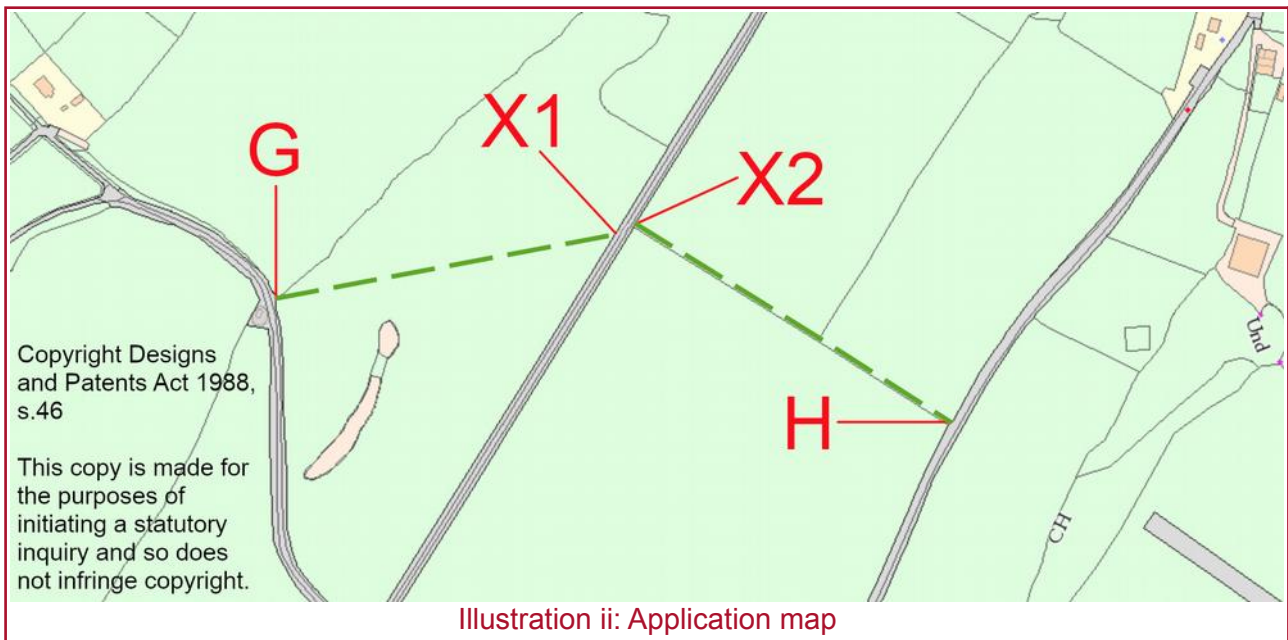 G
X1
X2
H
Copyright Designs
and Patents Act 1988,
s.46
This copy is made for
the purposes of
initiating a statutory
inquiry and so does
not infringe copyright.
Und
CH
Illustration ii: Application map